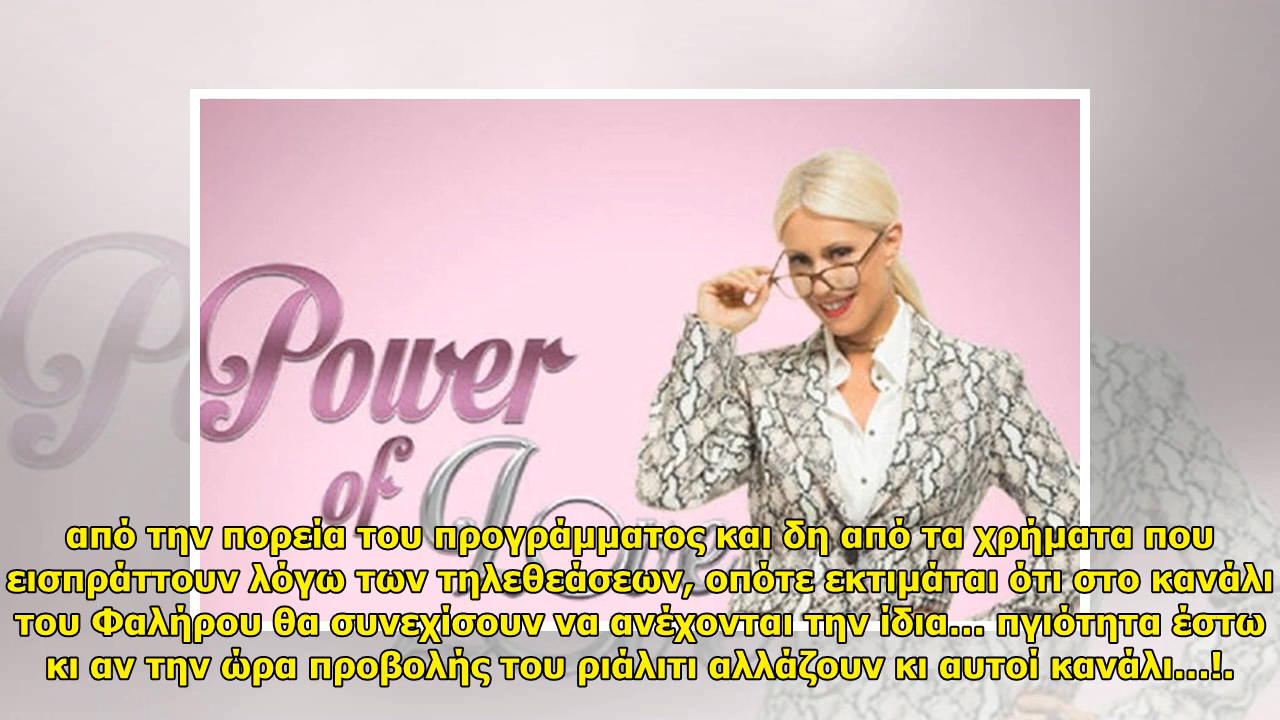 Power
of
Love
από την πορεία του προγράμματος και δη από τα χρήματα που
εισπράττουν λόγω των τηλεθεάσεων, οπότε εκτιμάται ότι στο κανάλι
του Φαλήρου θα συνεχίσουν να ανέχονται την ίδια... πγιότητα έστω
κι αν την ώρα προβολής του ριάλιτι αλλάζουν κι αυτοί κανάλι...!.